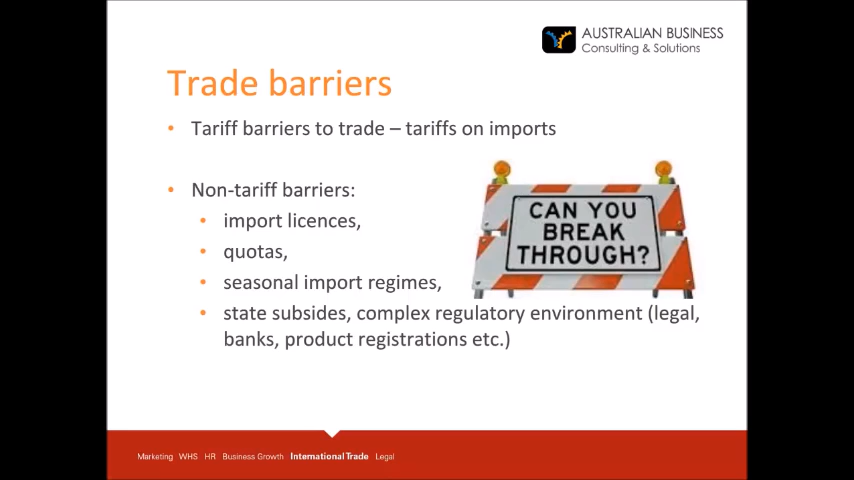 AUSTRALIAN BUSINESS
Consulting & Solutions
Trade barriers
• Tariff barriers to trade – tariffs on imports
• Non-tariff barriers:
• import licences,
• quotas,
• seasonal import regimes,
• state subsides, complex regulatory environment (legal,
banks, product registrations etc.)
CAN YOU
BREAK
THROUGH?
Marketing WHS HR Business Growth International Trade Legal